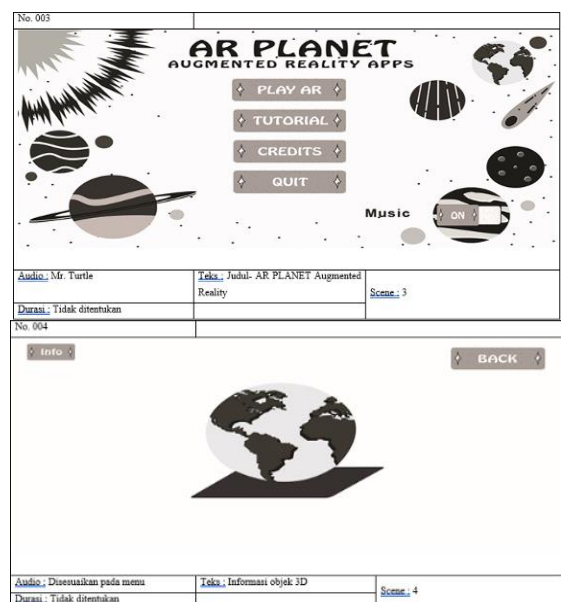 No. 003
AR PLANET
AUGMENTED REALITY APPS
PLAY AR
TUTORIAL
CREDITS
QUIT
Music ON
Audio : Mr. Turtle
Teks : Judul- AR PLANET Augmented
Reality
Scene : 3
Durasi : Tidak ditentukan
No. 004
Info
BACK
Audio : Disesuaikan pada menu
Teks : Informasi objek 3D
Scene : 4
Durasi : Tidak ditentukan